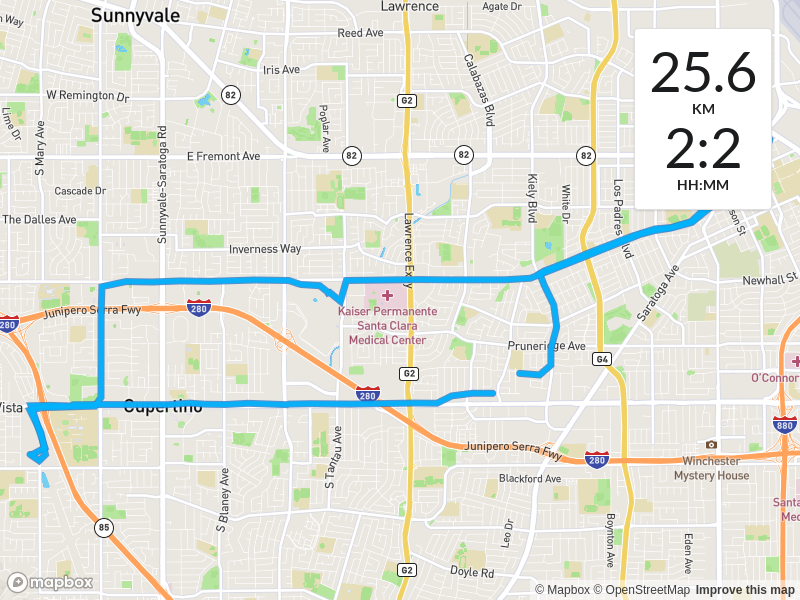 Sunnyvale
Lawrence
Agate Dr
Reed Ave
Iris Ave
W Remington Dr
82
G2
Calabazas Blvd
Lime Dr
S Mary Ave
Sunnyvale-Saratoga Rd
Poplar Ave
E Fremont Ave
82
82
82
Cascade Dr
Kiely Blvd
White Dr
Los Padres Blvd
The Dalles Ave
Lawrence Expy
Inverness Way
Newhall St
Saratoga Ave
25.6
KM
2:2
HH:MM
280
Junipero Serra Fwy
280
Kaiser Permanente
Santa Clara
Medical Center
Pruneridge Ave
G4
G2
O'Connor
Vista
Cupertino
280
880
Junipero Serra Fwy
280
Winchester
Mystery House
S Tantau Ave
S Blaney Ave
Blackford Ave
85
Leo Dr
Boynton Ave
Eden Ave
G2
Doyle Rd
mapbox
© Mapbox © OpenStreetMap Improve this map